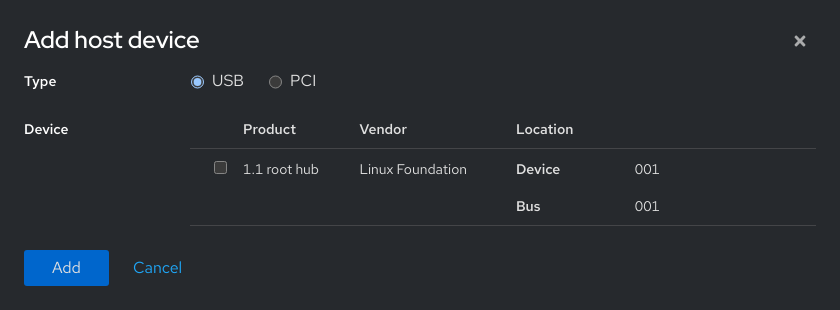 Add host device
Type USB PCI
Device Product Vendor Location
1.1 root hub Linux Foundation Device 001
Bus 001
Add Cancel